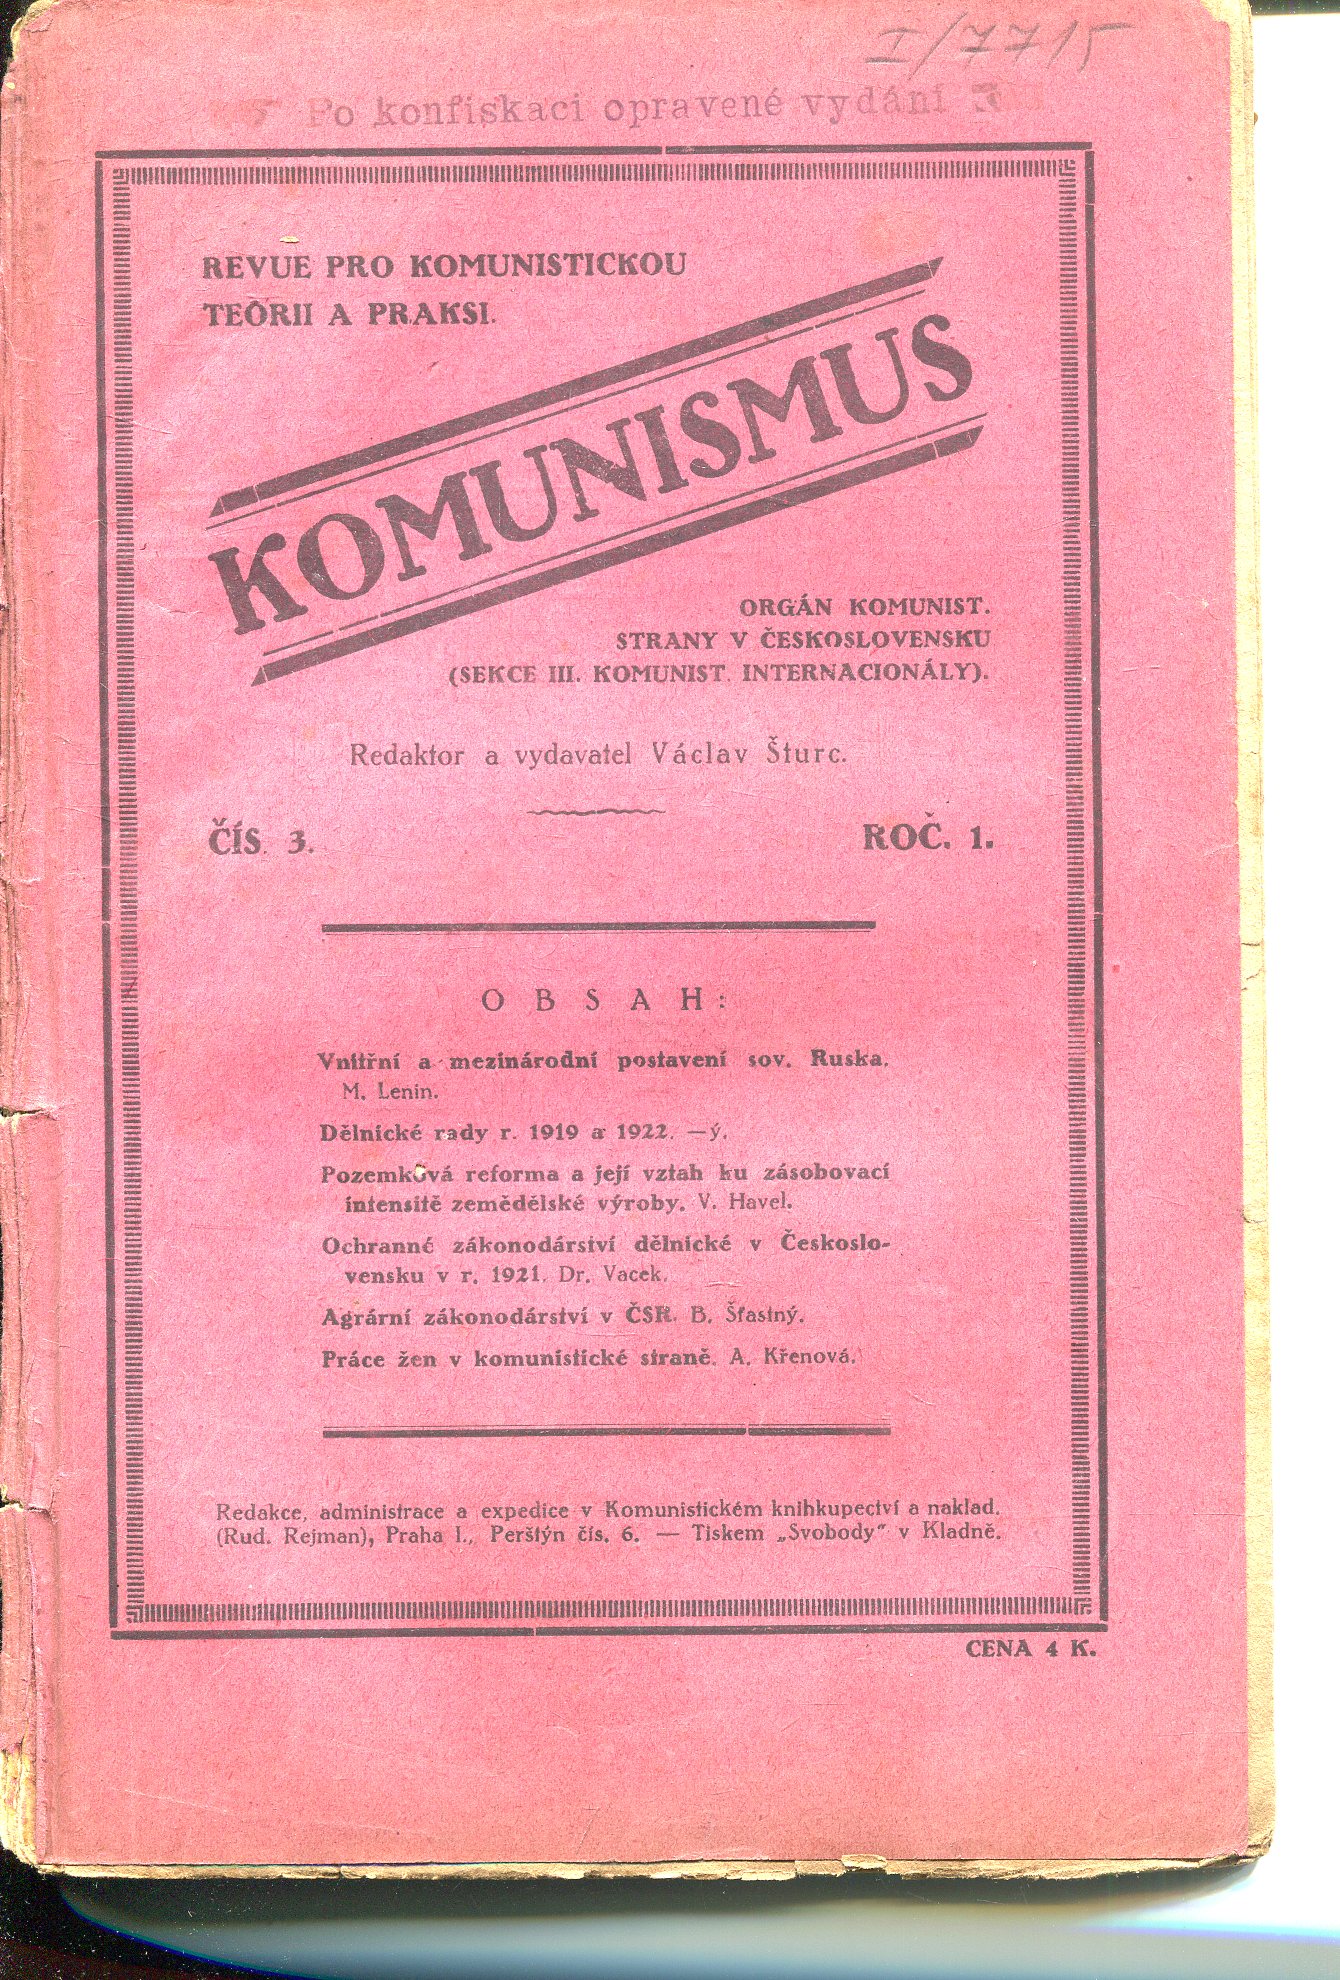 I/7715
Po konfiskaci opravené vydání
REVUE PRO KOMUNISTICKOU
TEORII A PRAKSI.
KOMUNISMUS
ORGÁN KOMUNIST.
STRANY V ČESKOSLOVENSKU
(SEKCE III. KOMUNIST. INTERNACIONÁLY).
Redaktor a vydavatel Václav Šturc.
ČÍS. 3.
ROČ. 1.
OBSAH:
Vnitřní a mezinárodní postavení sov. Ruska.
M. Lenin.
Dělnické rady r. 1919 a 1922. —ý.
Pozemková reforma a její vztah ku zásobovací
intensitě zemědělské výroby. V. Havel.
Ochranné zákonodárství dělnické v Českoslo-
vensku v r. 1921. Dr. Vacek.
Agrární zákonodárství v ČSR. B. Šťastný.
Práce žen v komunistické straně. A. Křenová.
Redakce, administrace a expedice v Komunistickém knihkupectví a naklad.
(Rud. Rejman), Praha I., Perštýn čís. 6. — Tiskem „Svobody" v Kladně.
CENA 4 K.